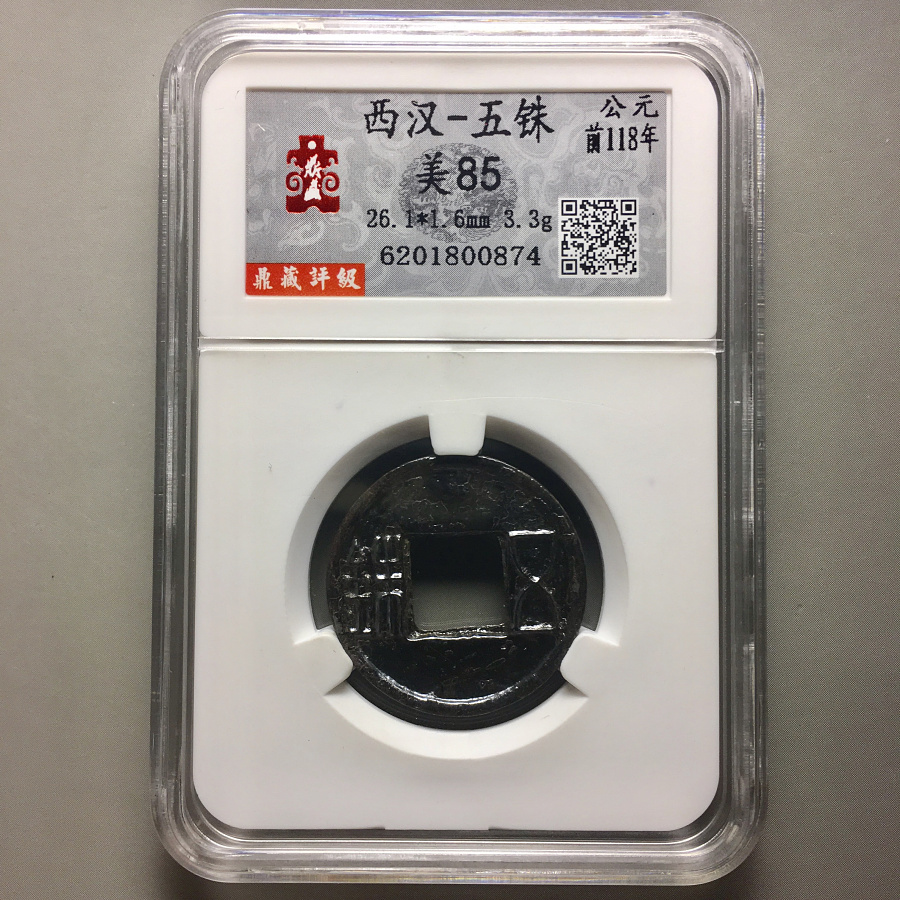 西汉-五铢
公元
前118年
美85
26.1*1.6mm 3.3g
6201800874
鼎藏評級
五銖